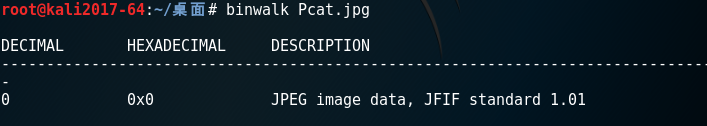 root@kali2017-64:~/桌面# binwalk Pcat.jpg
DECIMAL       HEXADECIMAL     DESCRIPTION
--------------------------------------------------------------------------------
-
0             0x0             JPEG image data, JFIF standard 1.01